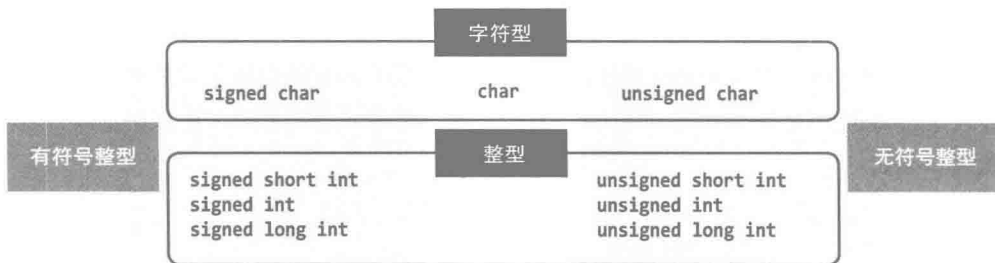 字符型
signed char char unsigned char
有符号整型 整型 无符号整型
signed short int unsigned short int
signed int unsigned int
signed long int unsigned long int